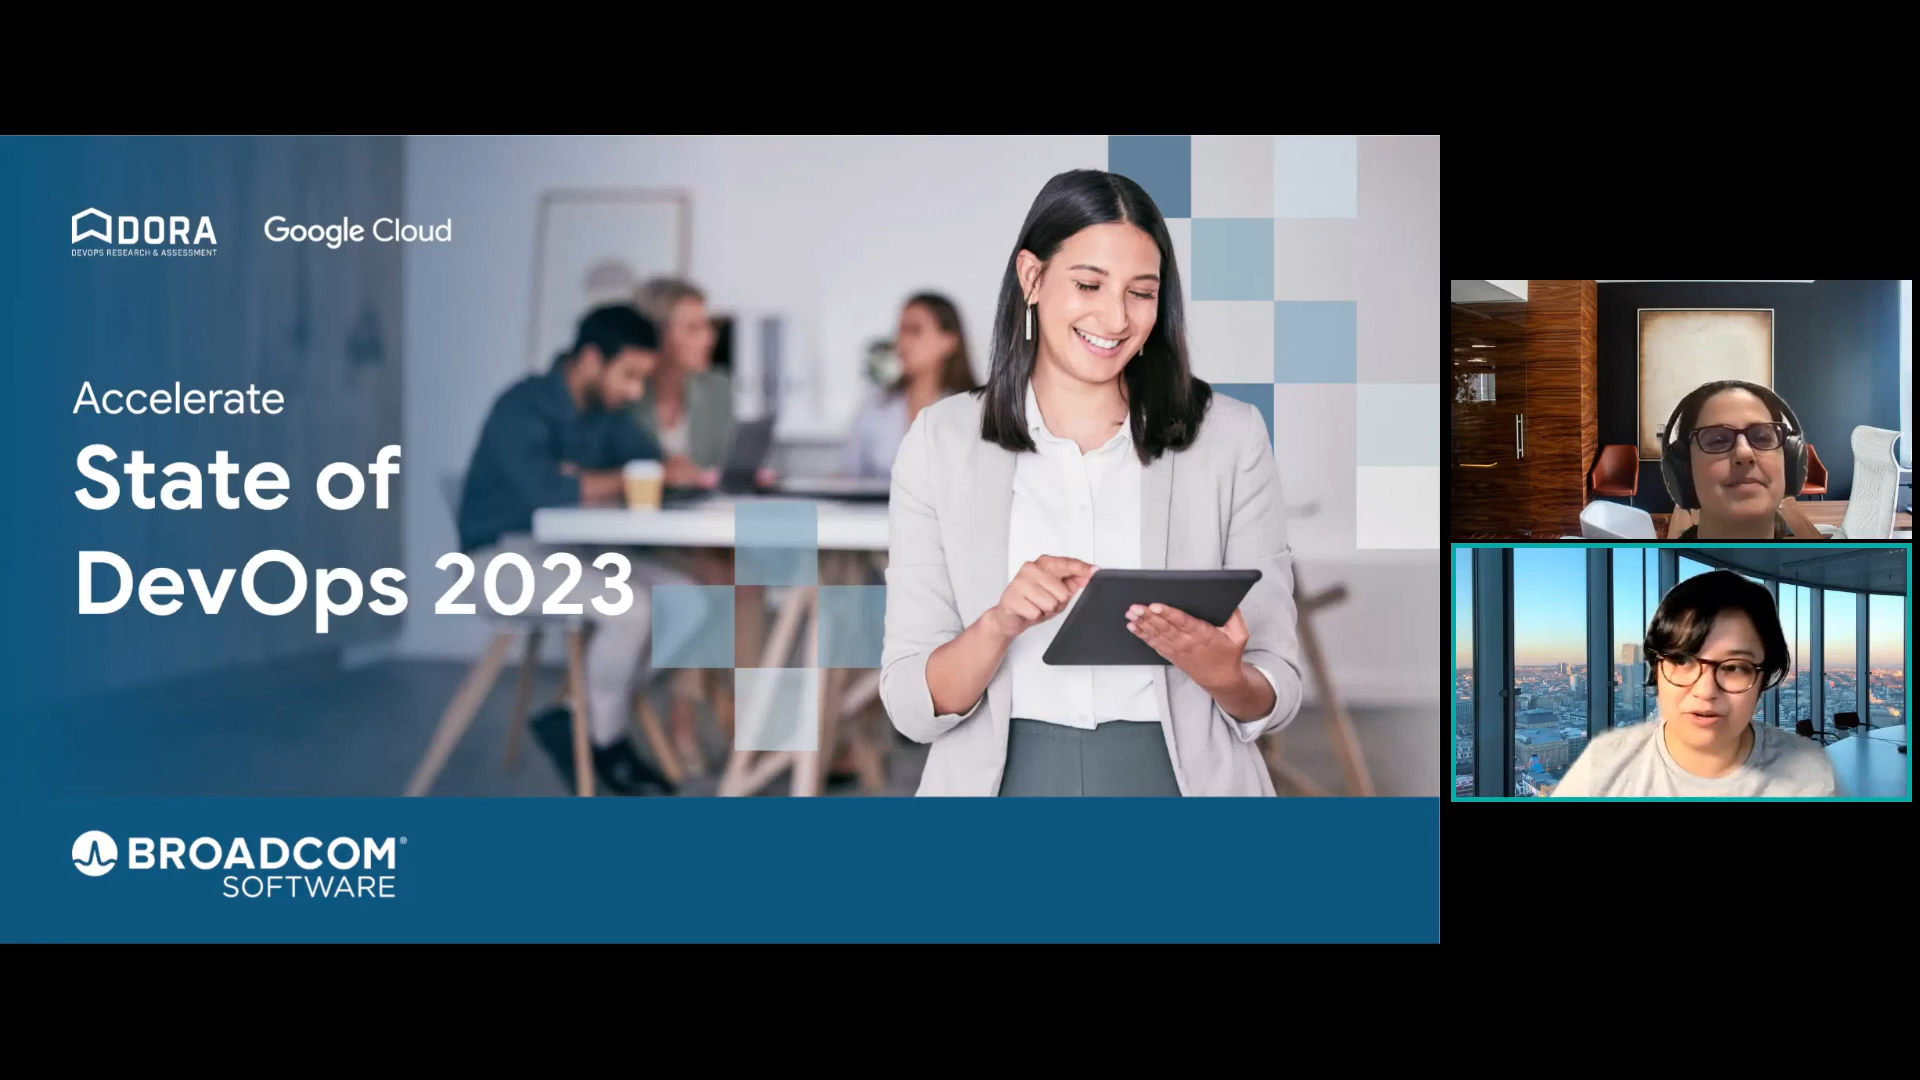 DORA
DEVOPS RESEARCH & ASSESSMENT
Google Cloud
Accelerate
State of
DevOps 2023
BROADCOM®
SOFTWARE